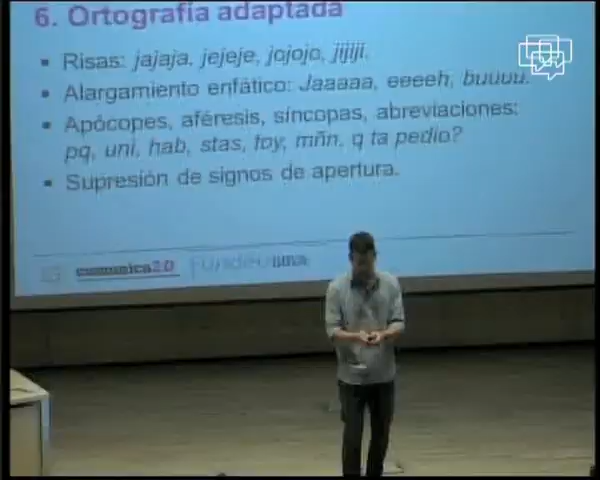 6. Ortografía adaptada
▪ Risas: jajaja, jejeje, jojojo, jijiji.
▪ Alargamiento enfático: Jaaaaa, eeeeh, buuuu.
▪ Apócopes, aféresis, síncopas, abreviaciones:
pq, uni, hab, stas, toy, mñn, q ta pedio?
▪ Supresión de signos de apertura.
comunica2.0